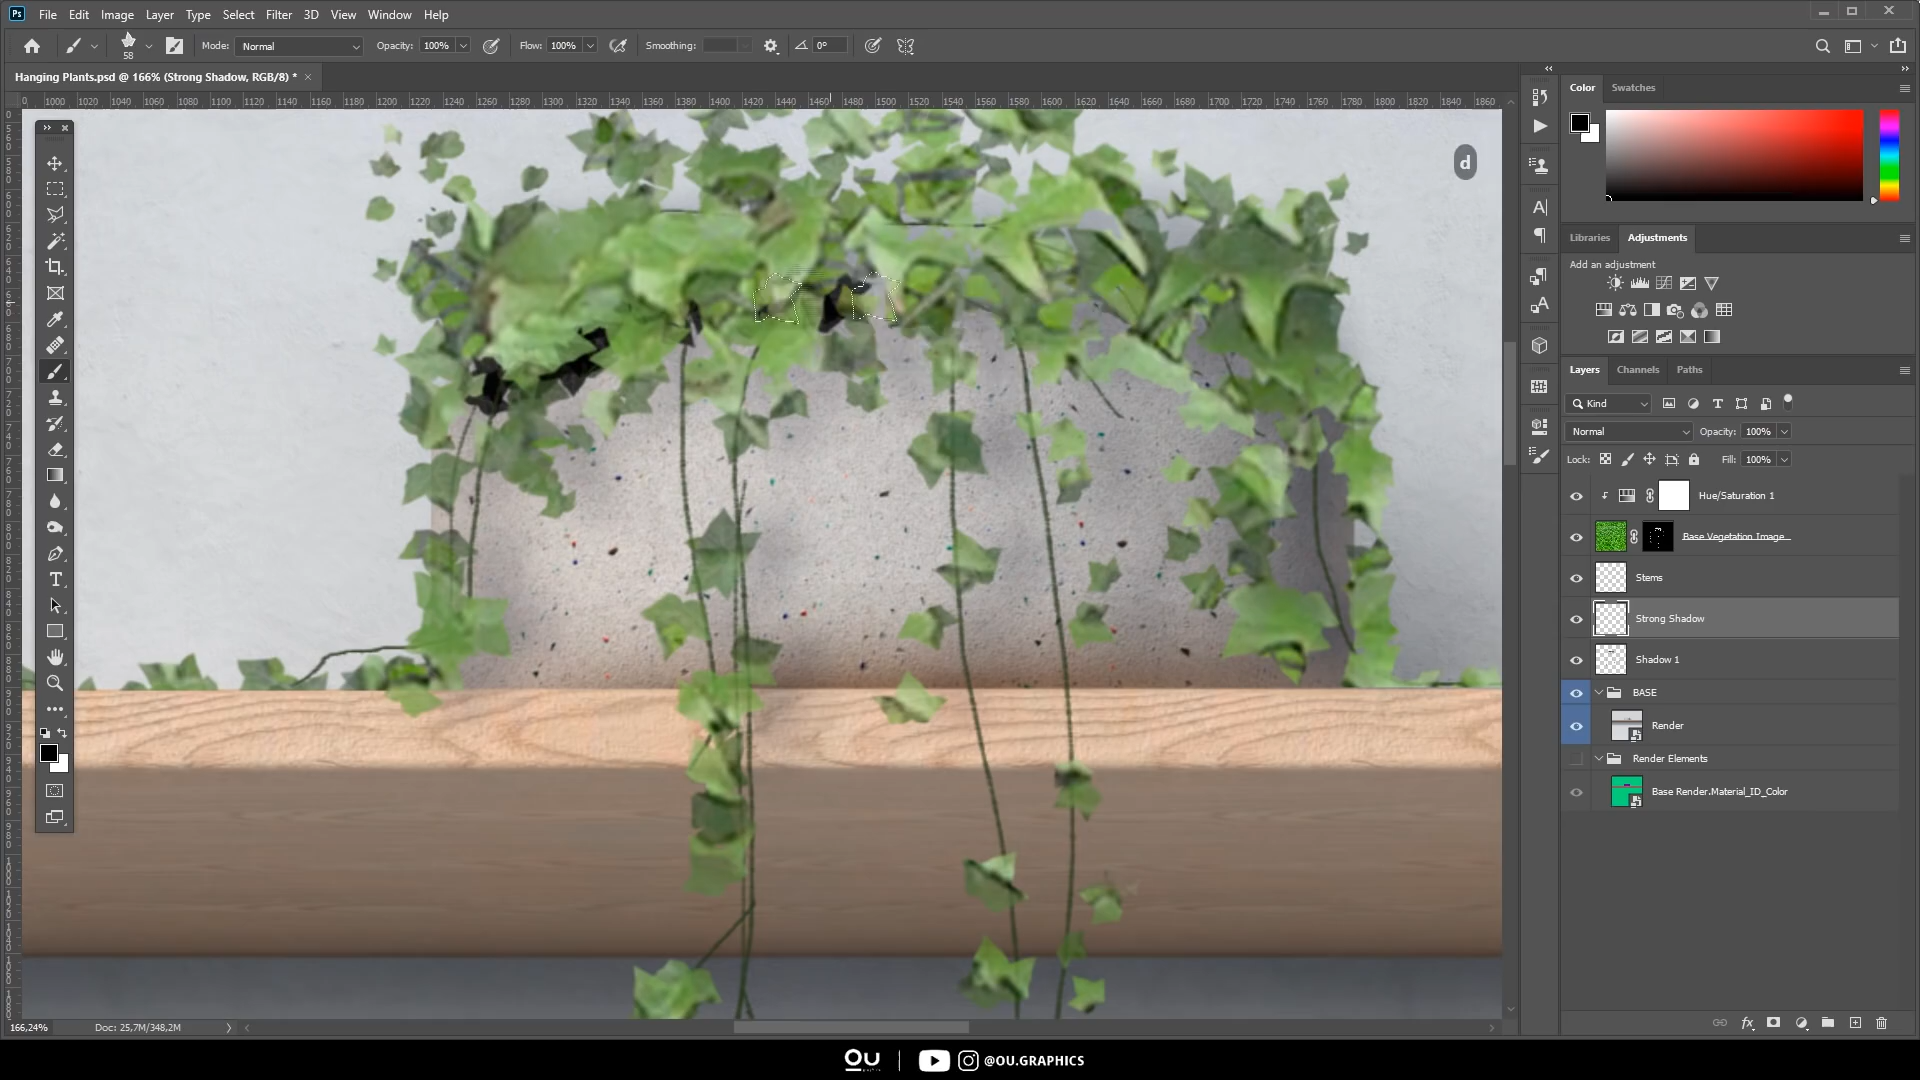 Ps File Edit Image Layer Type Select Filter 3D View Window Help
58 Mode: Normal Opacity: 100% Flow: 100% Smoothing: 0°
Hanging Plants.psd @ 166% (Strong Shadow, RGB/8) * ×
0 1000 1020 1040 1060 1080 1100 1120 1140 1160 1180 1200 1220 1240 1260 1280 1300 1320 1340 1360 1380 1400 1420 1440 1460 1480 1500 1520 1540 1560 1580 1600 1620 1640 1660 1680 1700 1720 1740 1760 1780 1800 1820 1840 1860
d
Color Swatches
Libraries Adjustments
Add an adjustment
Layers Channels Paths
Kind
Normal Opacity: 100%
Lock: Fill: 100%
Hue/Saturation 1
Base Vegetation Image...
Stems
Strong Shadow
Shadow 1
BASE
Render
Render Elements
Base Render.Material_ID_Color
166,24% Doc: 25,7M/348,2M
OU @OU.GRAPHICS